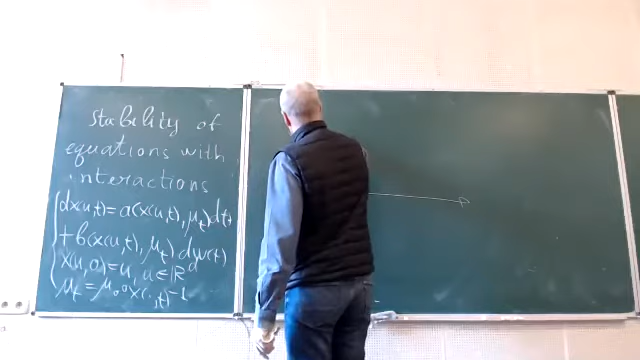 stability of
equations with
interactions
dx(u,t)=a(x(u,t), μ_t)dt+
+b(x(u,t), μ_t)dw(t)
x(u,0)=u, u∈ℝ^d
μ_t=μ_0∘x(·,t)^{-1}